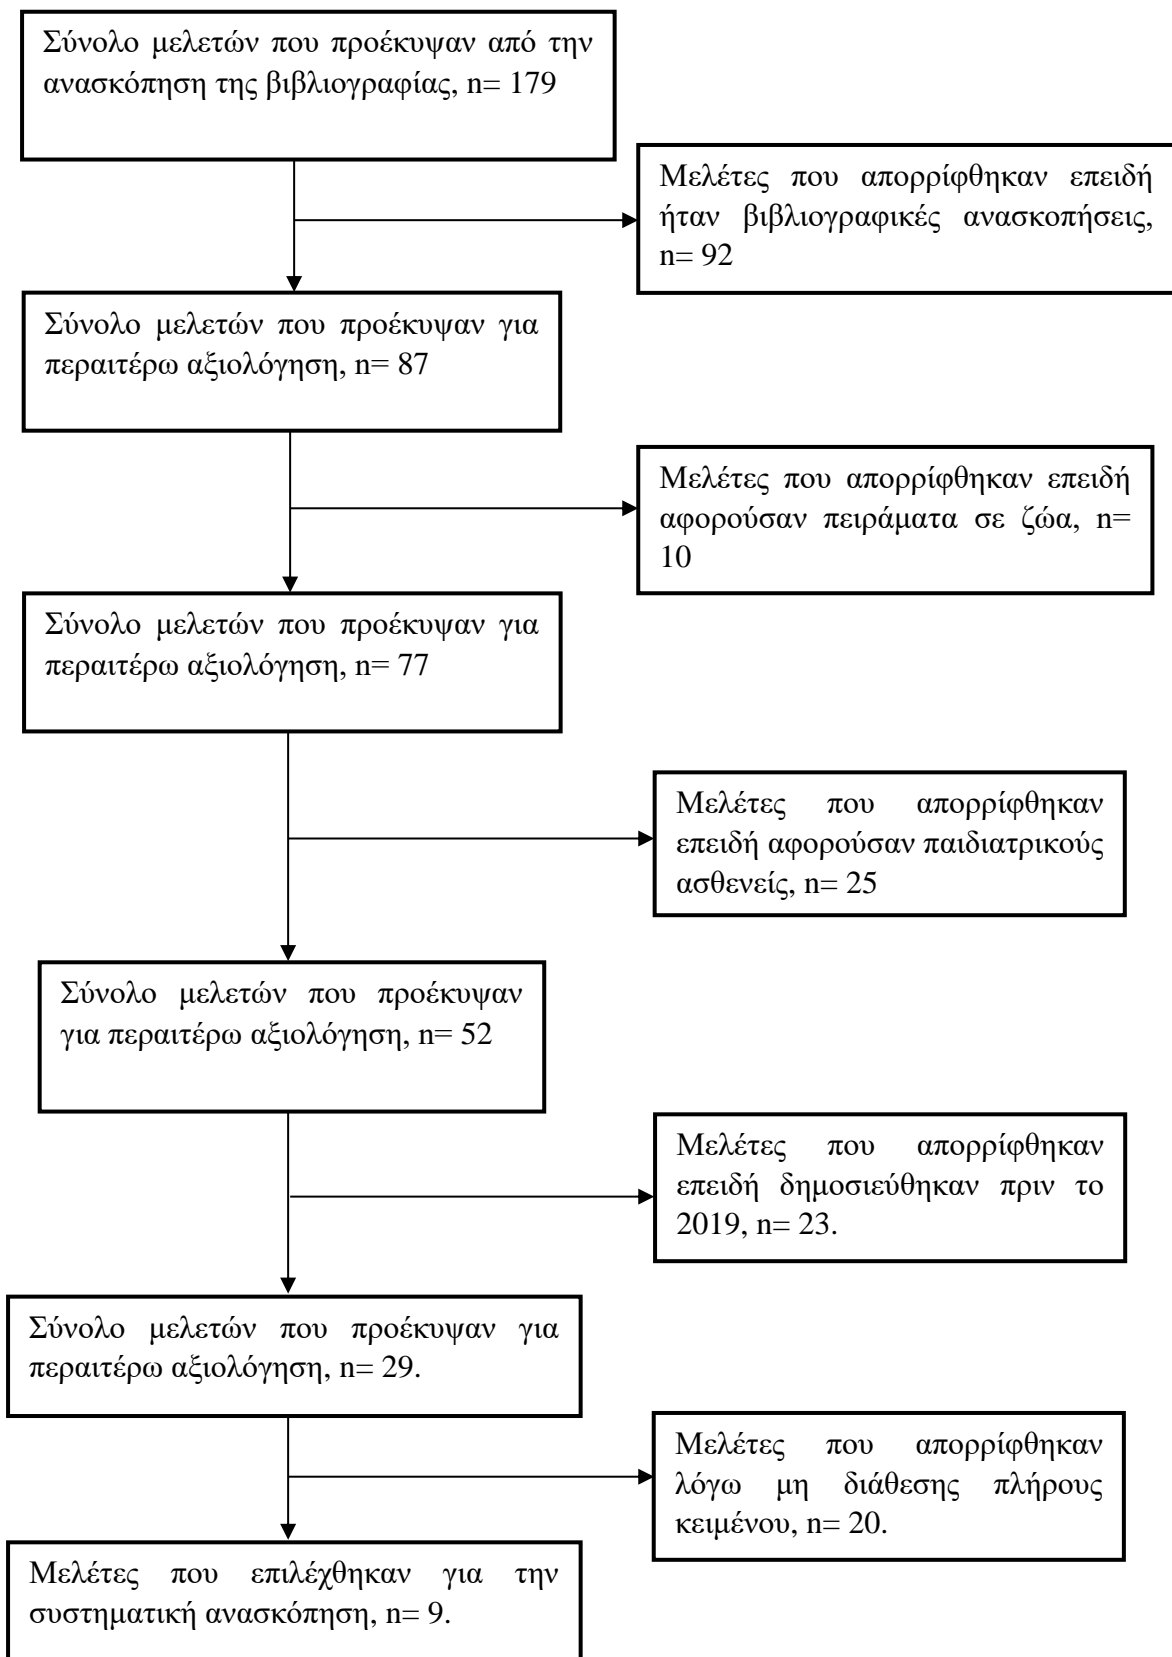 Σύνολο μελετών που προέκυψαν από την
ανασκόπηση της βιβλιογραφίας, n= 179
Μελέτες που απορρίφθηκαν επειδή
ήταν βιβλιογραφικές ανασκοπήσεις,
n= 92
Σύνολο μελετών που προέκυψαν για
περαιτέρω αξιολόγηση, n= 87
Μελέτες που απορρίφθηκαν επειδή
αφορούσαν πειράματα σε ζώα, n=
10
Σύνολο μελετών που προέκυψαν για
περαιτέρω αξιολόγηση, n= 77
Μελέτες που απορρίφθηκαν
επειδή αφορούσαν παιδιατρικούς
ασθενείς, n= 25
Σύνολο μελετών που προέκυψαν
για περαιτέρω αξιολόγηση, n= 52
Μελέτες που απορρίφθηκαν
επειδή δημοσιεύθηκαν πριν το
2019, n= 23.
Σύνολο μελετών που προέκυψαν για
περαιτέρω αξιολόγηση, n= 29.
Μελέτες που απορρίφθηκαν
λόγω μη διάθεσης πλήρους
κειμένου, n= 20.
Μελέτες που επιλέχθηκαν για την
συστηματική ανασκόπηση, n= 9.